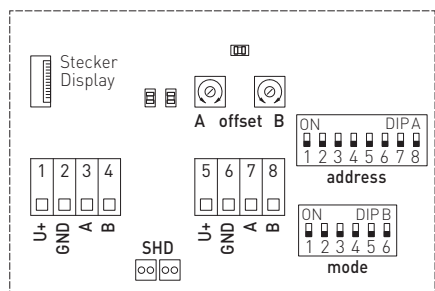 Stecker
Display
A offset B
ON DIP A
1 2 3 4 5 6 7 8
address
1 2 3 4
U+ GND A B
5 6 7 8
U+ GND A B
SHD
ON DIP B
1 2 3 4 5 6
mode